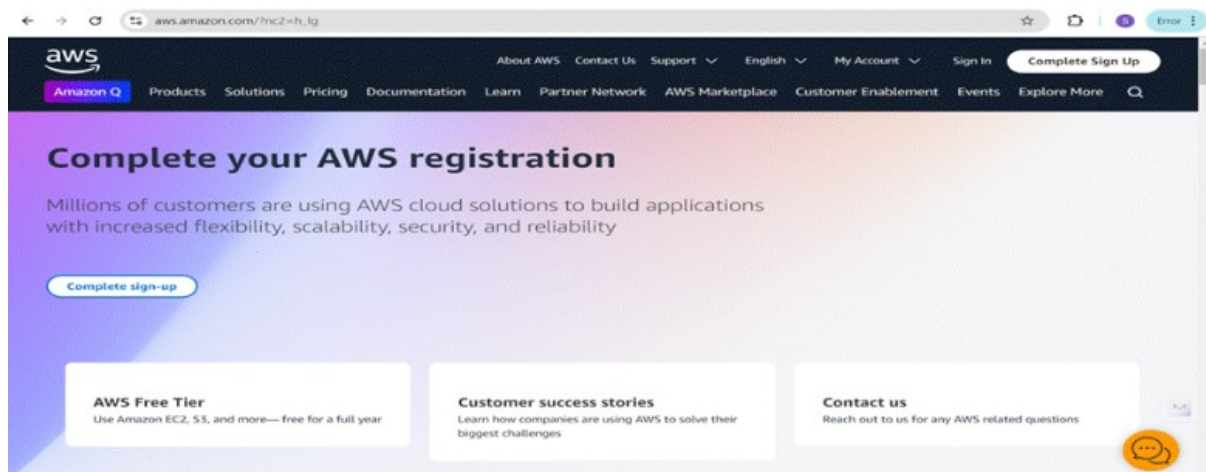 aws.amazon.com/?nc2=h_lg
S
Error
aws
About AWS Contact Us Support English My Account Sign In Complete Sign Up
Amazon Q Products Solutions Pricing Documentation Learn Partner Network AWS Marketplace Customer Enablement Events Explore More
Complete your AWS registration
Millions of customers are using AWS cloud solutions to build applications
with increased flexibility, scalability, security, and reliability
Complete sign-up
AWS Free Tier
Use Amazon EC2, S3, and more— free for a full year
Customer success stories
Learn how companies are using AWS to solve their
biggest challenges
Contact us
Reach out to us for any AWS related questions